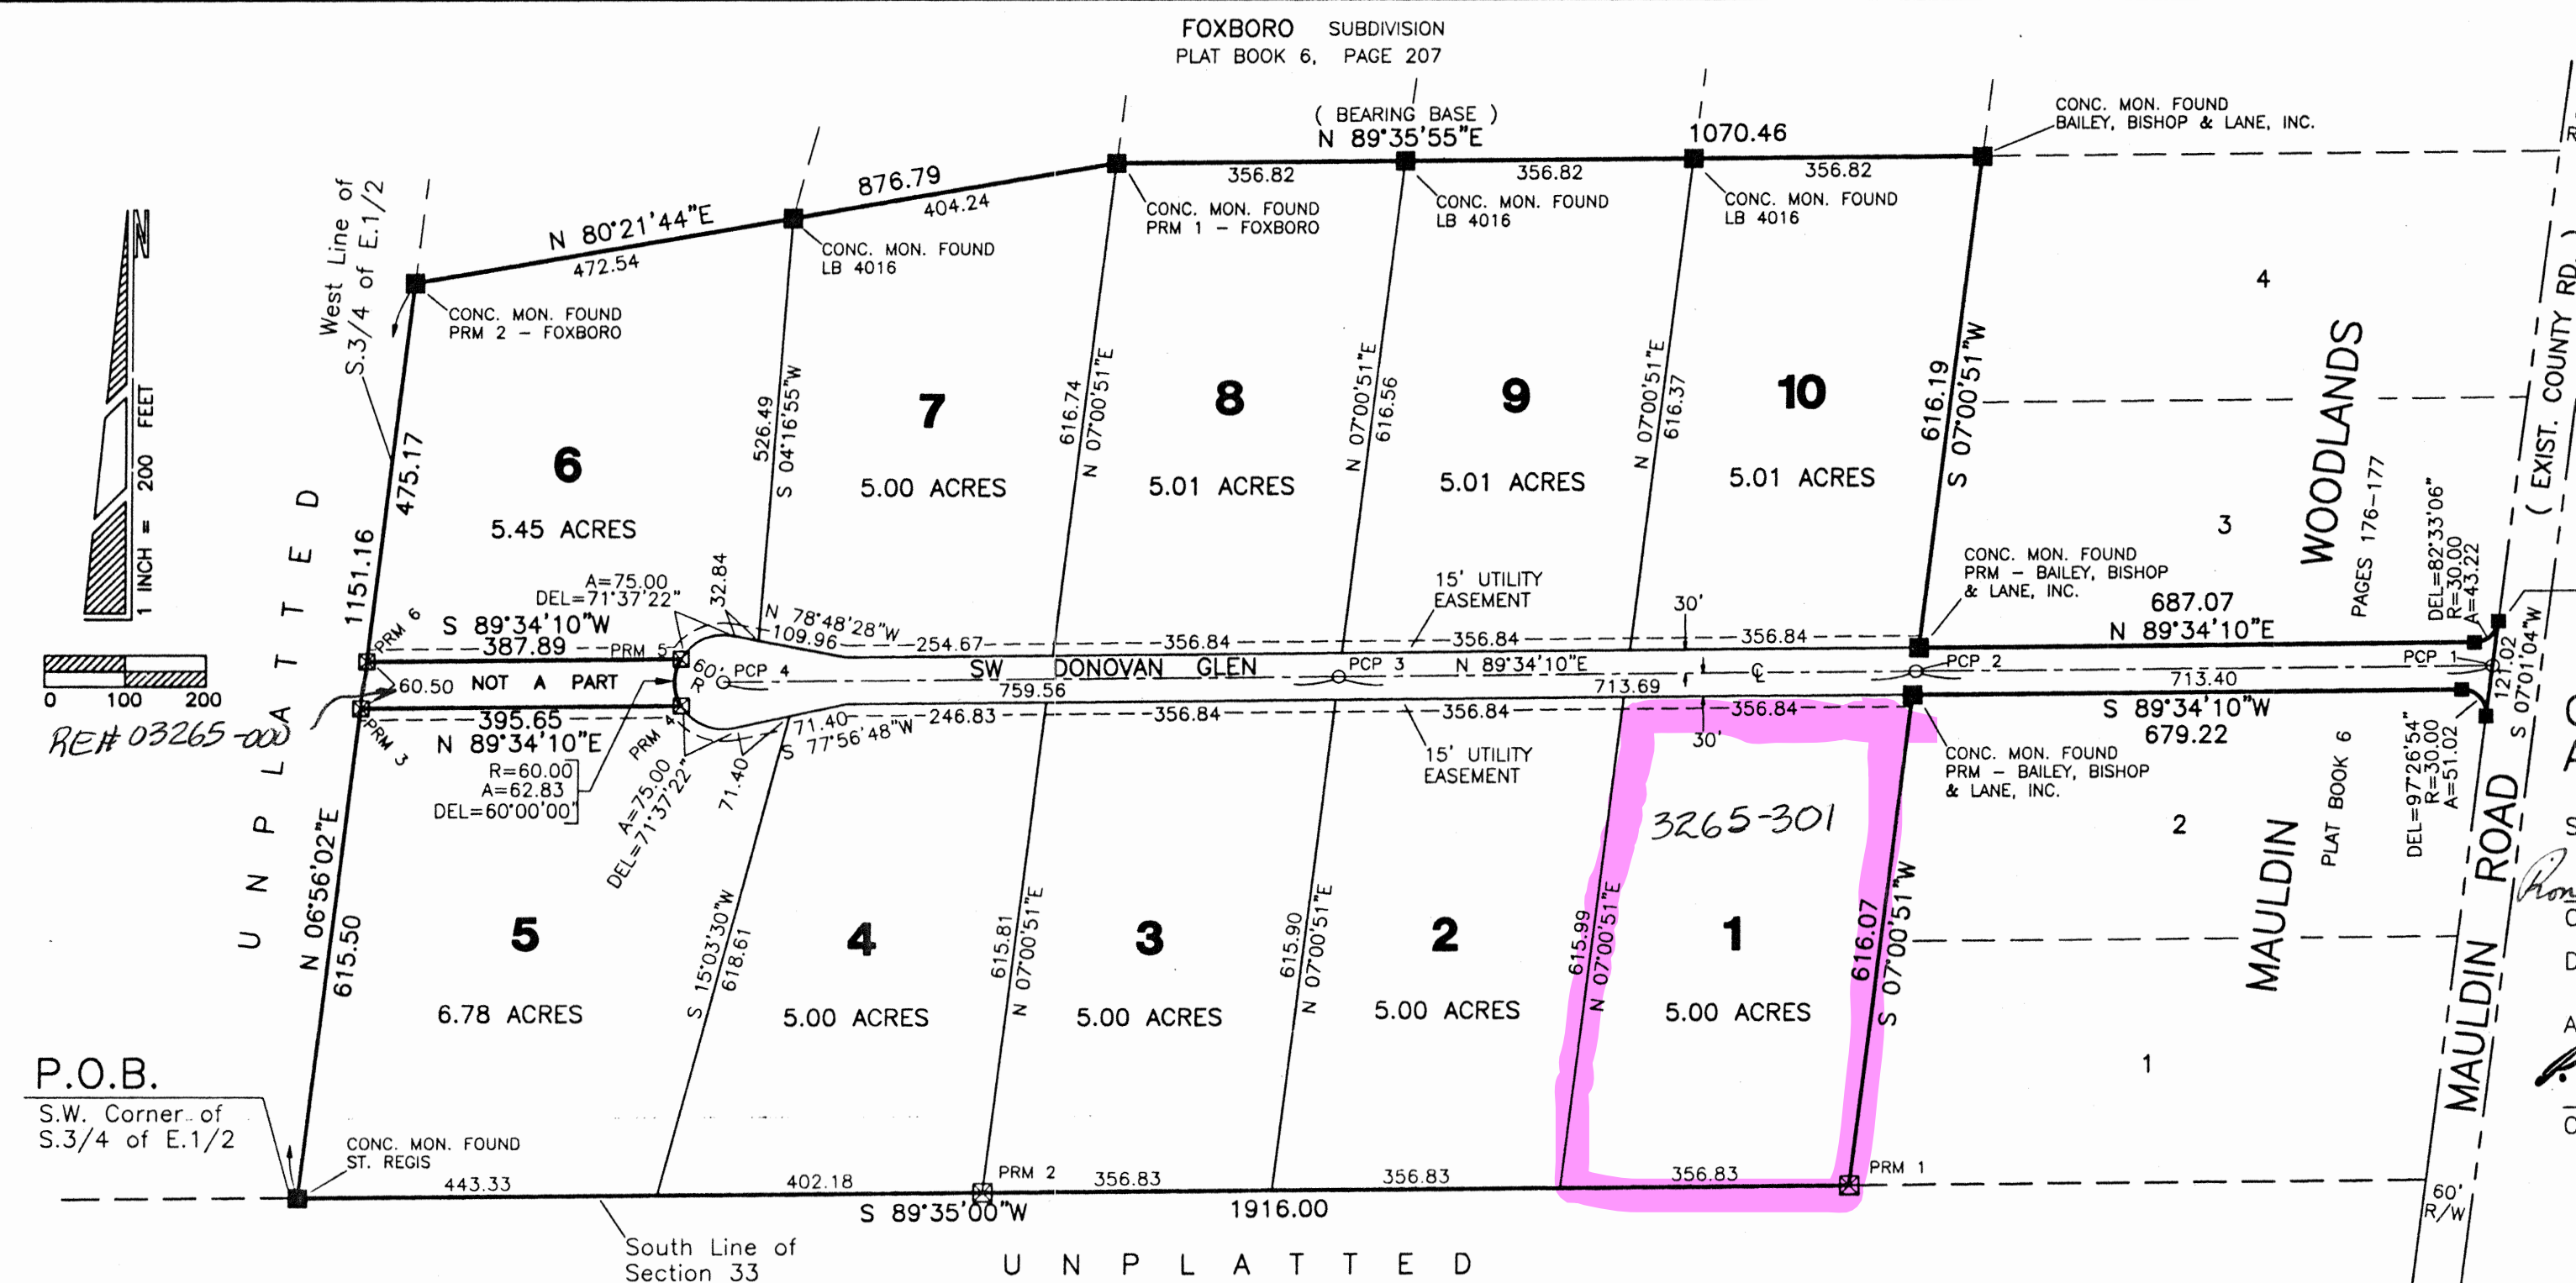 FOXBORO SUBDIVISION
PLAT BOOK 6, PAGE 207
( BEARING BASE )
N 89°35'55"E
1070.46
CONC. MON. FOUND
BAILEY, BISHOP & LANE, INC.
356.82
356.82
356.82
876.79
404.24
N 80°21'44"E
472.54
CONC. MON. FOUND
PRM 1 - FOXBORO
CONC. MON. FOUND
LB 4016
CONC. MON. FOUND
LB 4016
CONC. MON. FOUND
LB 4016
CONC. MON. FOUND
PRM 2 - FOXBORO
West Line of
S.3/4 of E.1/2
N
1 INCH = 200 FEET
0 100 200
RE# 03265-000
UNPLATTED
475.17
1151.16
6
5.45 ACRES
526.49
S 04°16'55"W
7
5.00 ACRES
616.74
N 07°00'51"E
8
5.01 ACRES
N 07°00'51"E
616.56
9
5.01 ACRES
N 07°00'51"E
616.37
10
5.01 ACRES
616.19
S 07°00'51"W
4
3
WOODLANDS
PAGES 176-177
( EXIST. COUNTY RD. )
DEL=82°33'06"
R=30.00
A=43.22
A=75.00
DEL=71°37'22"
32.84
N 78°48'28"W
109.96
254.67
356.84
356.84
356.84
15' UTILITY
EASEMENT
30'
CONC. MON. FOUND
PRM - BAILEY, BISHOP
& LANE, INC.
687.07
N 89°34'10"E
PRM 6
S 89°34'10"W
387.89
PRM 5
60.50
NOT A PART
60'
R
PCP 4
SW DONOVAN GLEN
759.56
PCP 3
N 89°34'10"E
713.69
℄
PCP 2
PCP 1
713.40
121.02
S 07°01'04"W
PRM 3
395.65
N 89°34'10"E
PRM 4
R=60.00
A=62.83
DEL=60°00'00"
A=75.00
DEL=71°37'22"
71.40
71.40
S 77°56'48"W
246.83
356.84
356.84
356.84
15' UTILITY
EASEMENT
30'
S 89°34'10"W
679.22
CONC. MON. FOUND
PRM - BAILEY, BISHOP
& LANE, INC.
DEL=97°26'54"
R=30.00
A=51.02
3265-301
N 06°56'02"E
615.50
5
6.78 ACRES
S 15°03'30"W
618.61
4
5.00 ACRES
615.81
N 07°00'51"E
3
5.00 ACRES
615.90
N 07°00'51"E
2
5.00 ACRES
615.99
N 07°00'51"E
1
5.00 ACRES
616.07
S 07°00'51"W
2
1
MAULDIN
PLAT BOOK 6
MAULDIN ROAD
P.O.B.
S.W. Corner of
S.3/4 of E.1/2
CONC. MON. FOUND
ST. REGIS
443.33
402.18
PRM 2
356.83
356.83
356.83
PRM 1
S 89°35'00"W
1916.00
60'
R/W
South Line of
Section 33
UNPLATTED